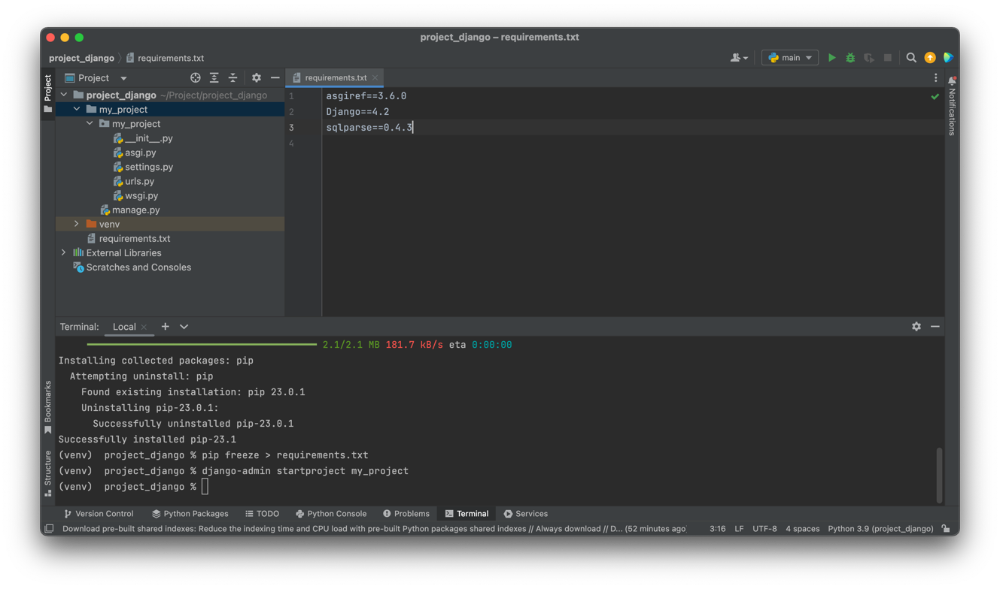 project_django – requirements.txt
project_django requirements.txt
main
Project
Project
requirements.txt
project_django ~/Project/project_django
my_project
my_project
__init__.py
asgi.py
settings.py
urls.py
wsgi.py
manage.py
venv
requirements.txt
External Libraries
Scratches and Consoles
1 asgiref==3.6.0
2 Django==4.2
3 sqlparse==0.4.3
4
Notifications
Terminal: Local
2.1/2.1 MB 181.7 kB/s eta 0:00:00
Installing collected packages: pip
Attempting uninstall: pip
Found existing installation: pip 23.0.1
Uninstalling pip-23.0.1:
Successfully uninstalled pip-23.0.1
Successfully installed pip-23.1
(venv) project_django % pip freeze > requirements.txt
(venv) project_django % django-admin startproject my_project
(venv) project_django %
Bookmarks
Structure
Version Control Python Packages TODO Python Console Problems Terminal Services
Download pre-built shared indexes: Reduce the indexing time and CPU load with pre-built Python packages shared indexes // Always download // D... (52 minutes ago) 3:16 LF UTF-8 4 spaces Python 3.9 (project_django)